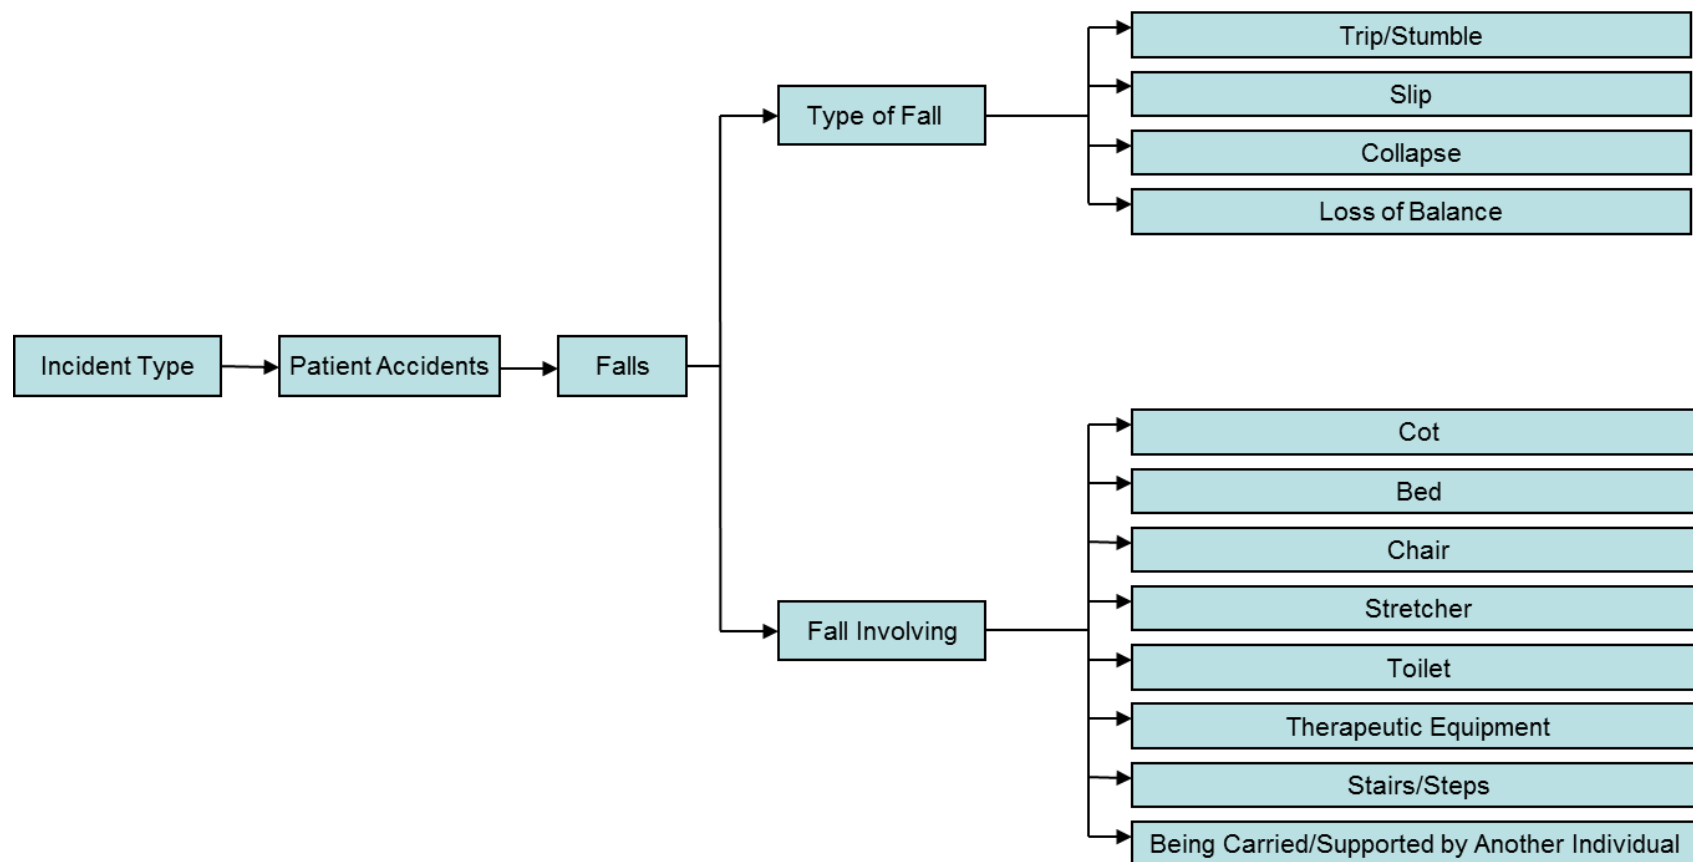 Incident Type
Patient Accidents
Falls
Type of Fall
Trip/Stumble
Slip
Collapse
Loss of Balance
Fall Involving
Cot
Bed
Chair
Stretcher
Toilet
Therapeutic Equipment
Stairs/Steps
Being Carried/Supported by Another Individual